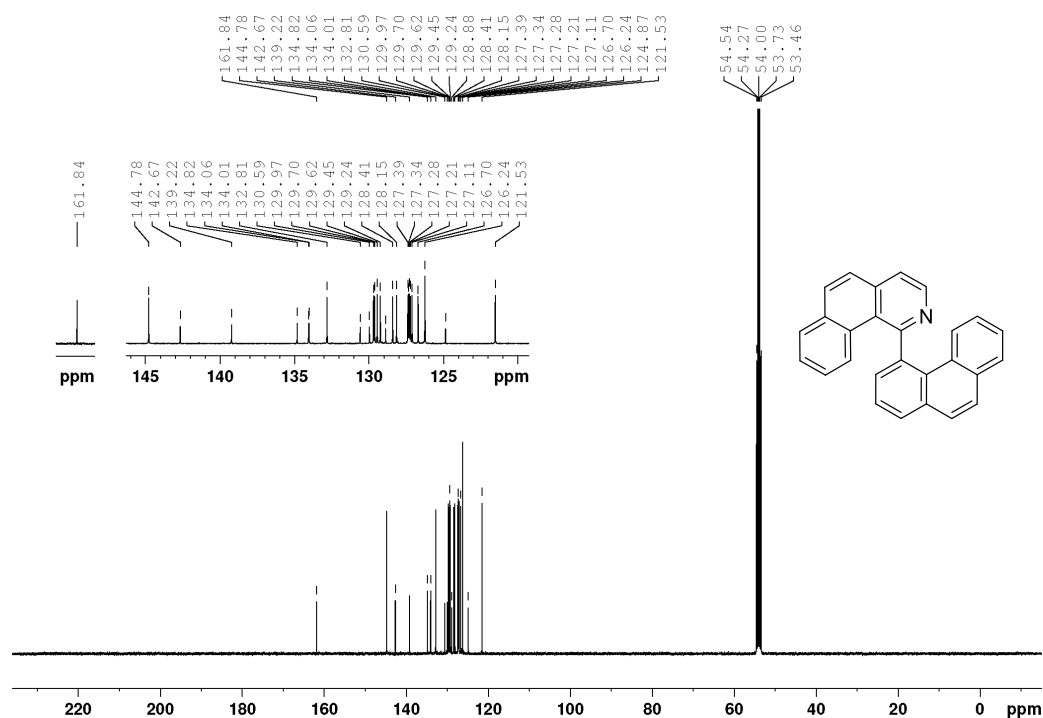 161.84 144.78 142.67 139.22 134.82 134.06 134.01 132.81 130.59 129.97 129.70 129.62 129.45 129.24 128.88 128.41 128.15 127.39 127.34 127.28 127.21 127.11 126.70 126.24 124.87 121.53
54.54 54.27 54.00 53.73 53.46
161.84
144.78 142.67 139.22 134.82 134.06 134.01 132.81 130.59 129.97 129.70 129.62 129.45 129.24 128.41 128.15 127.39 127.34 127.28 127.21 127.11 126.70 126.24 121.53
N
ppm
145 140 135 130 125 ppm
220 200 180 160 140 120 100 80 60 40 20 0 ppm